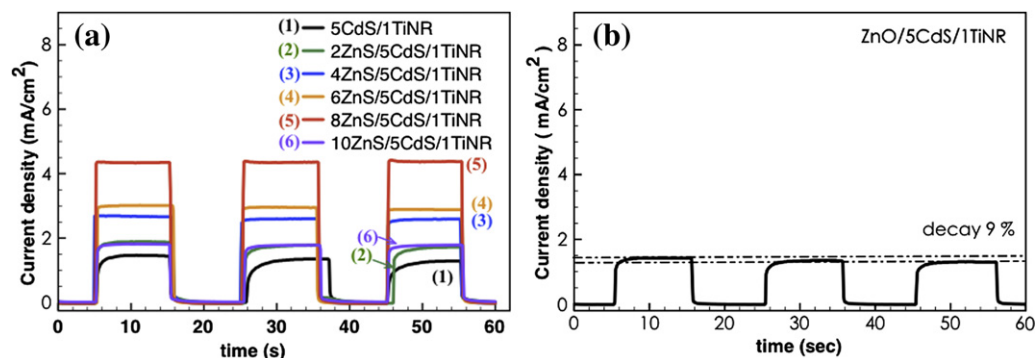 (a)
(1) 5CdS/1TiNR
(2) 2ZnS/5CdS/1TiNR
(3) 4ZnS/5CdS/1TiNR
(4) 6ZnS/5CdS/1TiNR
(5) 8ZnS/5CdS/1TiNR
(6) 10ZnS/5CdS/1TiNR
Current density (mA/cm²)
8
6
4
2
0
(5)
(4)
(3)
(6)
(2)
(1)
0 20 40 60
time (s)
(b)
ZnO/5CdS/1TiNR
Current density ( mA/cm²)
8
6
4
2
0
decay 9 %
0 10 20 30 40 50 60
time (sec)